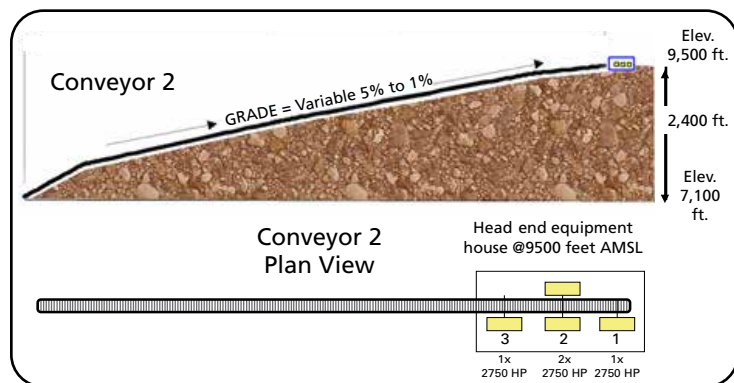 Conveyor 2
GRADE = Variable 5% to 1%
Elev.
9,500 ft.
2,400 ft.
Elev.
7,100
ft.
Conveyor 2
Plan View
Head end equipment
house @9500 feet AMSL
3 2 1
1x 2x 1x
2750 HP 2750 HP 2750 HP